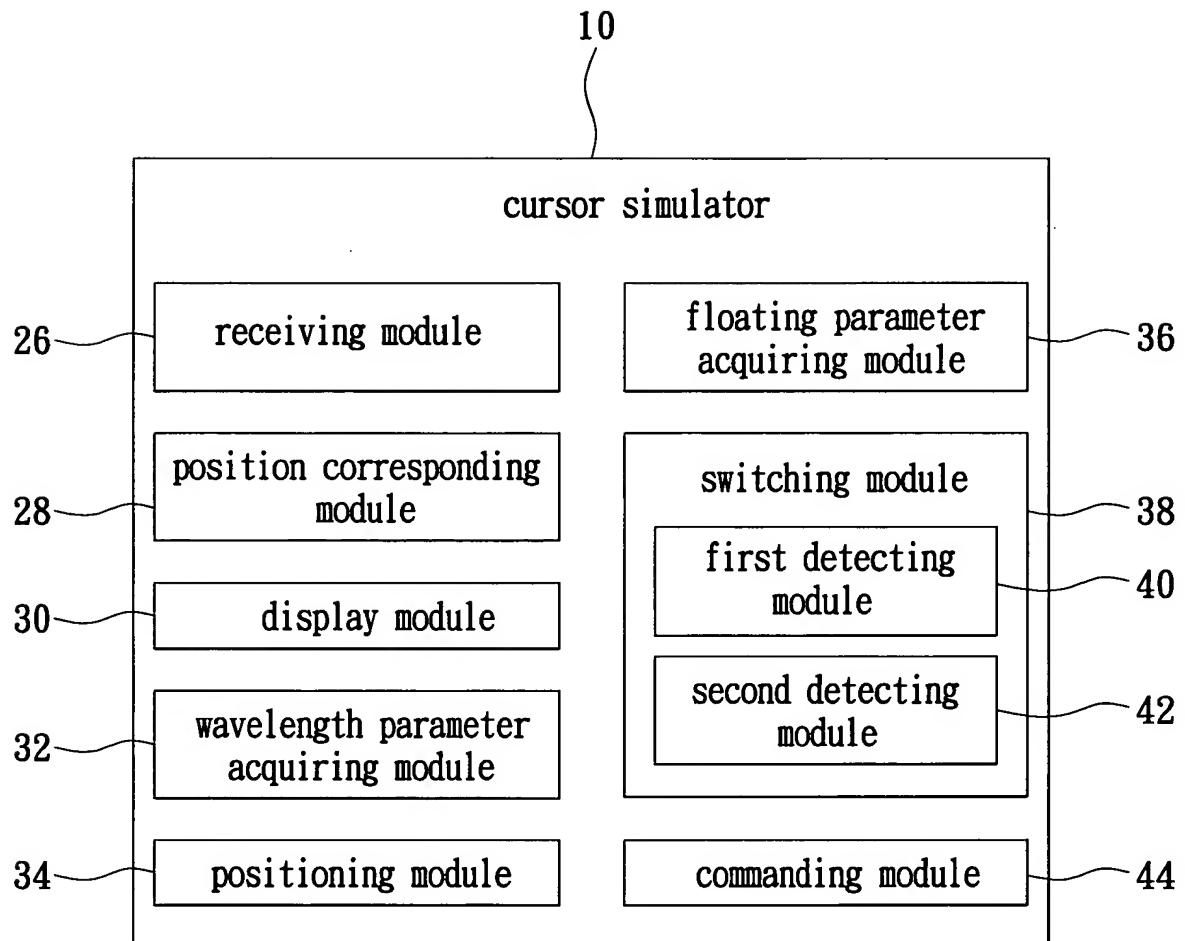 10
cursor simulator
26
receiving module
floating parameter
acquiring module
36
28
position corresponding
module
switching module
38
first detecting
module
40
30
display module
second detecting
module
42
32
wavelength parameter
acquiring module
34
positioning module
commanding module
44